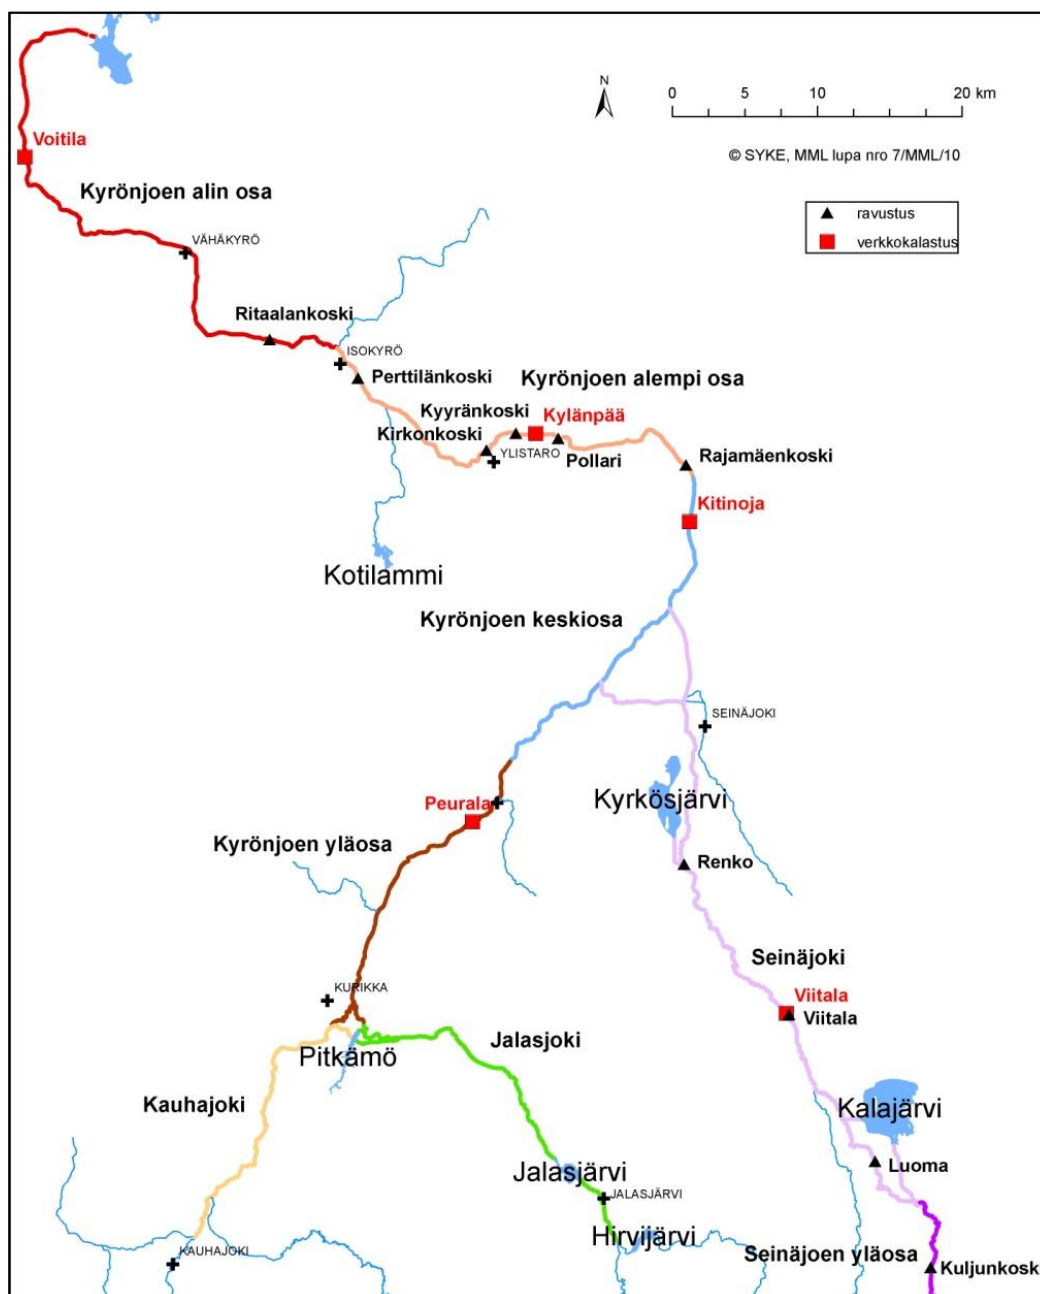 N
0 5 10 20 km
© SYKE, MML lupa nro 7/MML/10
ravustus
verkkokalastus
Voitila
Kyrönjoen alin osa
VÄHÄKYRÖ
Ritaalankoski
ISOKYRÖ
Perttilänkoski
Kyrönjoen alempi osa
Kyyränkoski
Kylänpää
Kirkonkoski
YLISTARO
Pollari
Rajamäenkoski
Kitinoja
Kotilammi
Kyrönjoen keskiosa
SEINÄJOKI
Kyrkösjärvi
Peurala
Kyrönjoen yläosa
Renko
Seinäjoki
KURIKKA
Viitala
Viitala
Jalasjoki
Pitkämö
Kauhajoki
Kalajärvi
Luoma
Jalasjärvi
JALASJÄRVI
Hirvijärvi
KAUHAJOKI
Seinäjoen yläosa
Kuljunkoski